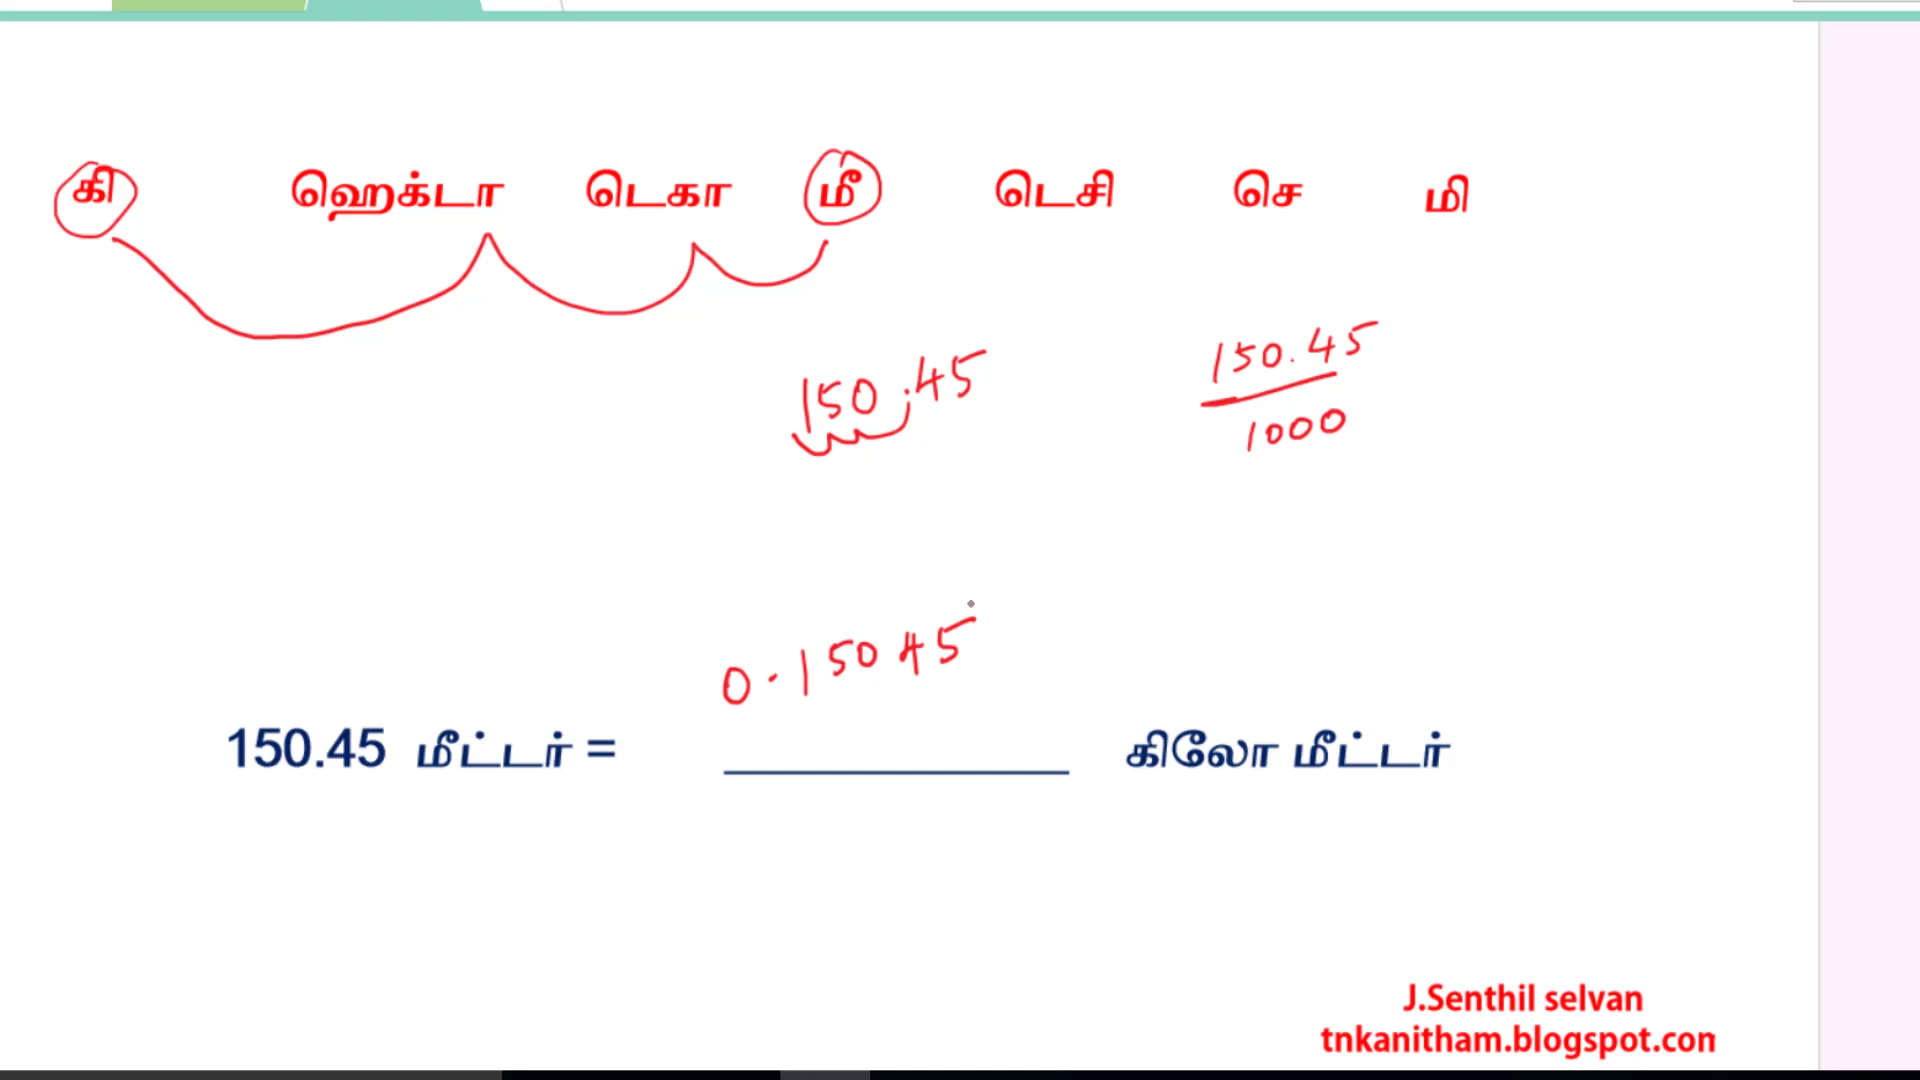 கி ஹெக்டா டெகா மீ டெசி செ மி
150.45
150.45
1000
0.15045
150.45 மீட்டர் = கிலோ மீட்டர்
J.Senthil selvan
tnkanitham.blogspot.con